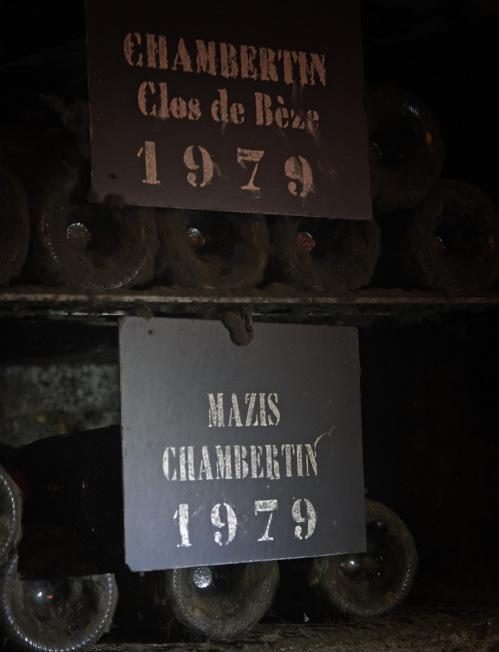 CHAMBERTIN
Clos de Bèze
1979
MAZIS
CHAMBERTIN
1979